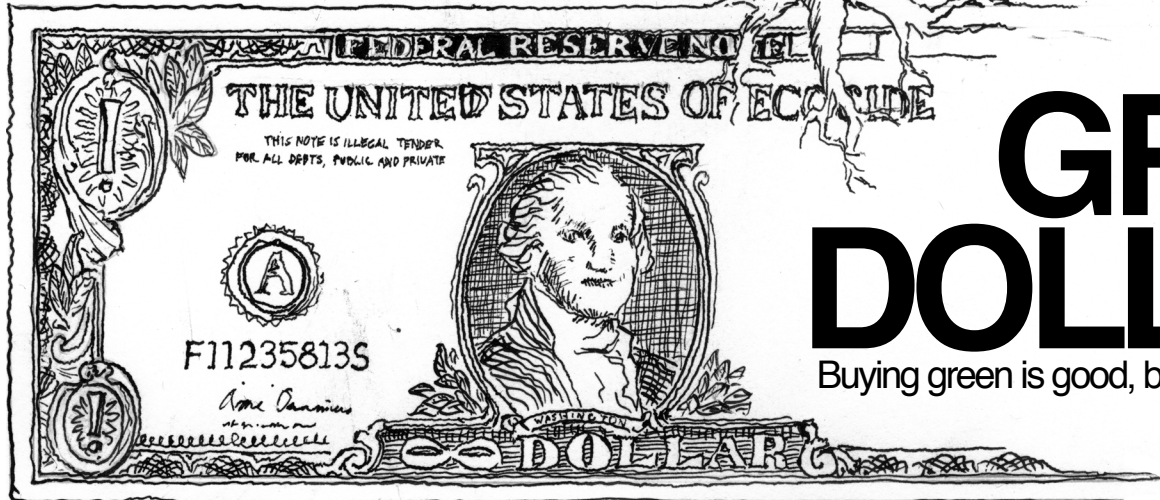 FEDERAL RESERVE NOTE
THE UNITED STATES OF ECOCIDE
THIS NOTE IS ILLEGAL TENDER
FOR ALL DEBTS, PUBLIC AND PRIVATE
A
F11235813S
WASHINGTON
∞ DOLLAR
GR
DOLL
Buying green is good, b